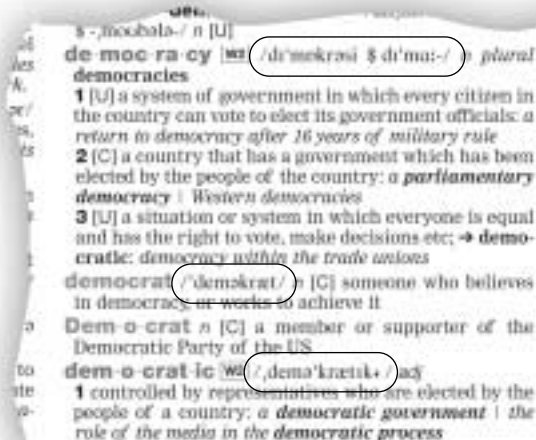 $ -ˌmoʊbələ-/ n [U]
de·moc·ra·cy W2 /dɪˈmɒkrəsi $ dɪˈmɑː-/ n plural
democracies
1 [U] a system of government in which every citizen in
the country can vote to elect its government officials: a
return to democracy after 16 years of military rule
2 [C] a country that has a government which has been
elected by the people of the country: a parliamentary
democracy | Western democracies
3 [U] a situation or system in which everyone is equal
and has the right to vote, make decisions etc; → demo-
cratic: democracy within the trade unions
democrat /ˈdeməkræt/ n [C] someone who believes
in democracy, or works to achieve it
Dem·o·crat n [C] a member or supporter of the
Democratic Party of the US
dem·o·crat·ic W2 /ˌdeməˈkrætɪk◂/ adj
1 controlled by representatives who are elected by the
people of a country: a democratic government | the
role of the media in the democratic process